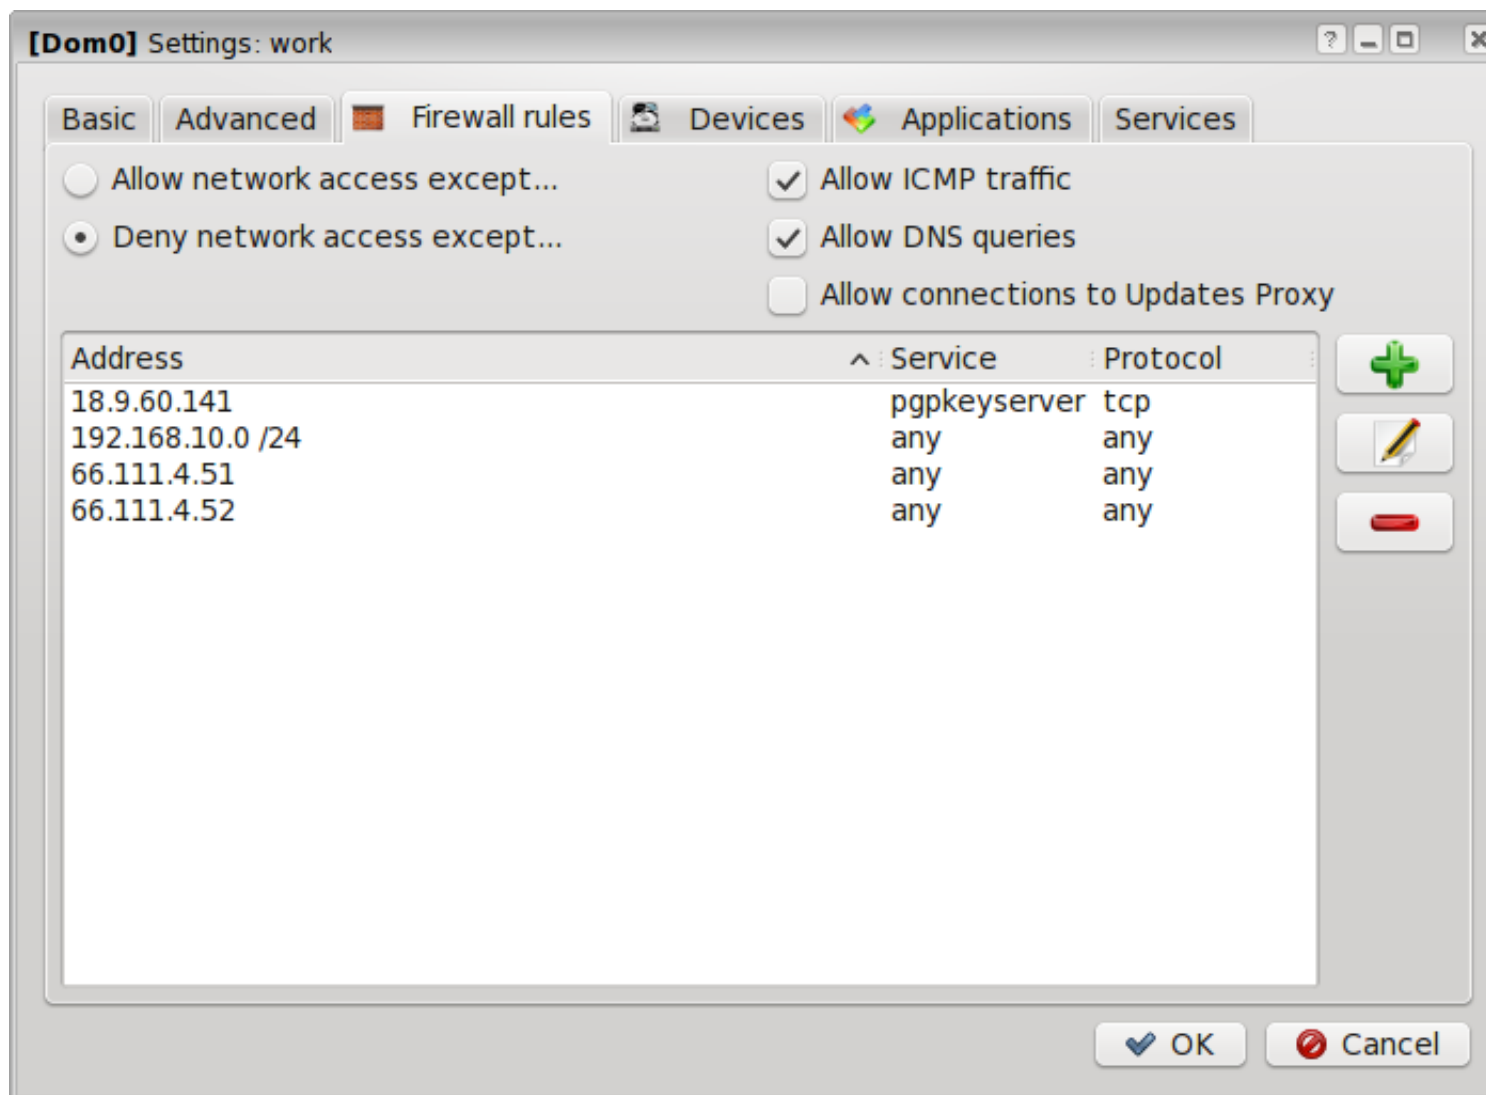 [Dom0] Settings: work
Basic Advanced Firewall rules Devices Applications Services
Allow network access except... Allow ICMP traffic
Deny network access except... Allow DNS queries
Allow connections to Updates Proxy
Address Service Protocol
18.9.60.141 pgpkeyserver tcp
192.168.10.0 /24 any any
66.111.4.51 any any
66.111.4.52 any any
OK Cancel